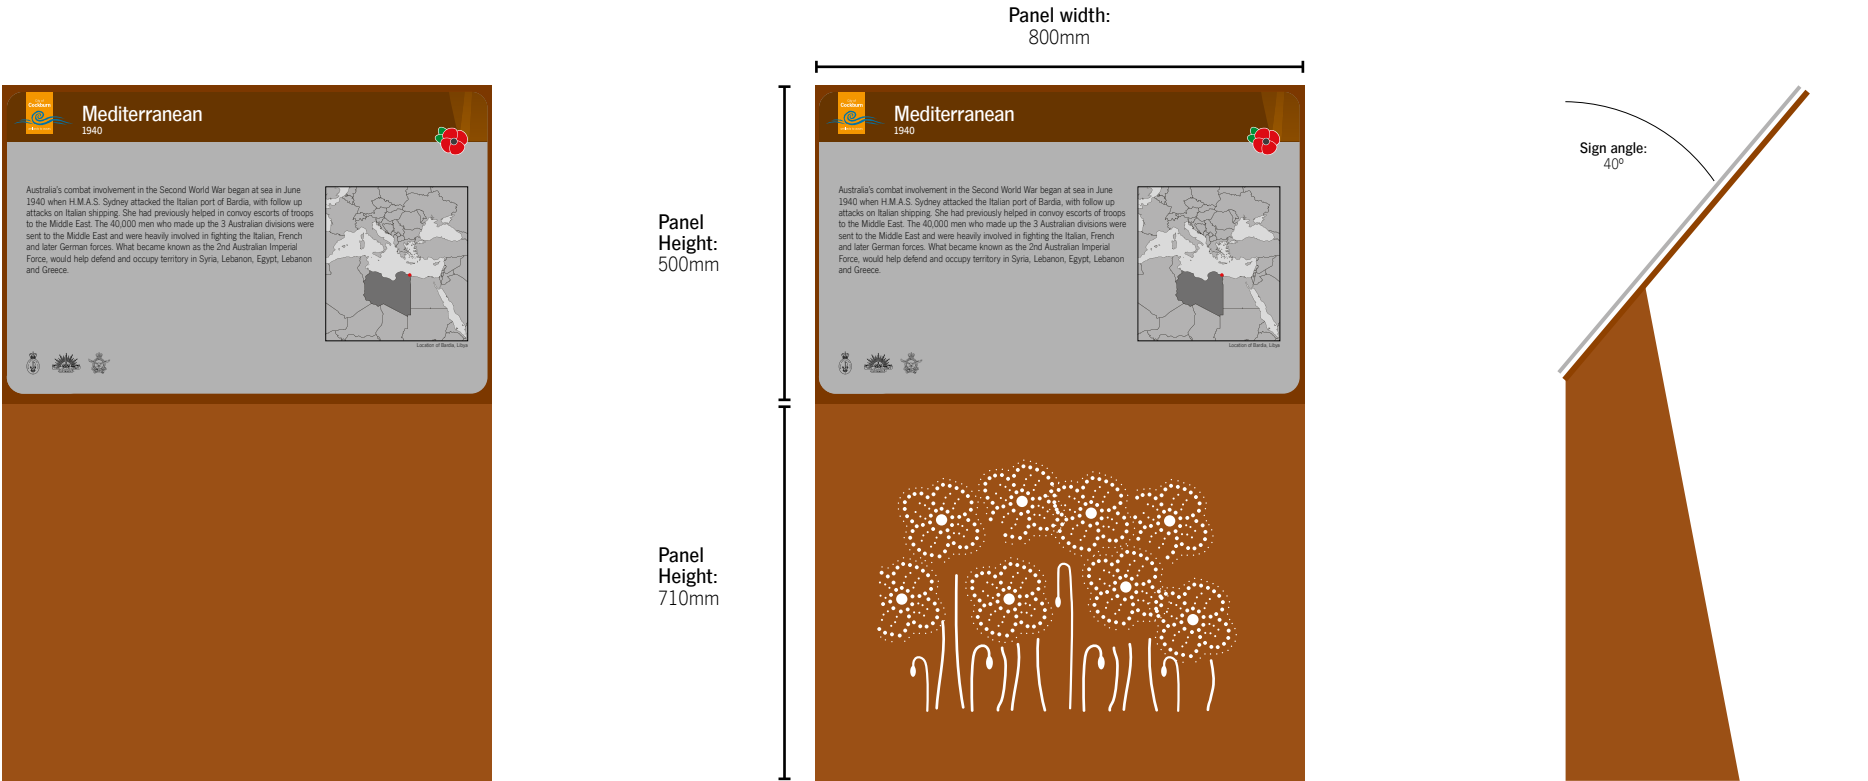 Panel width:
800mm
Cockburn
Mediterranean
1940
Australia's combat involvement in the Second World War began at sea in June
1940 when H.M.A.S. Sydney attacked the Italian port of Bardia, with follow up
attacks on Italian shipping. She had previously helped in convoy escorts of troops
to the Middle East. The 40,000 men who made up the 3 Australian divisions were
sent to the Middle East and were heavily involved in fighting the Italian, French
and later German forces. What became known as the 2nd Australian Imperial
Force, would help defend and occupy territory in Syria, Lebanon, Egypt, Lebanon
and Greece.
Location of Bardia, Libya
Panel
Height:
500mm
Panel
Height:
710mm
Cockburn
Mediterranean
1940
Australia's combat involvement in the Second World War began at sea in June
1940 when H.M.A.S. Sydney attacked the Italian port of Bardia, with follow up
attacks on Italian shipping. She had previously helped in convoy escorts of troops
to the Middle East. The 40,000 men who made up the 3 Australian divisions were
sent to the Middle East and were heavily involved in fighting the Italian, French
and later German forces. What became known as the 2nd Australian Imperial
Force, would help defend and occupy territory in Syria, Lebanon, Egypt, Lebanon
and Greece.
Location of Bardia, Libya
Sign angle:
40º